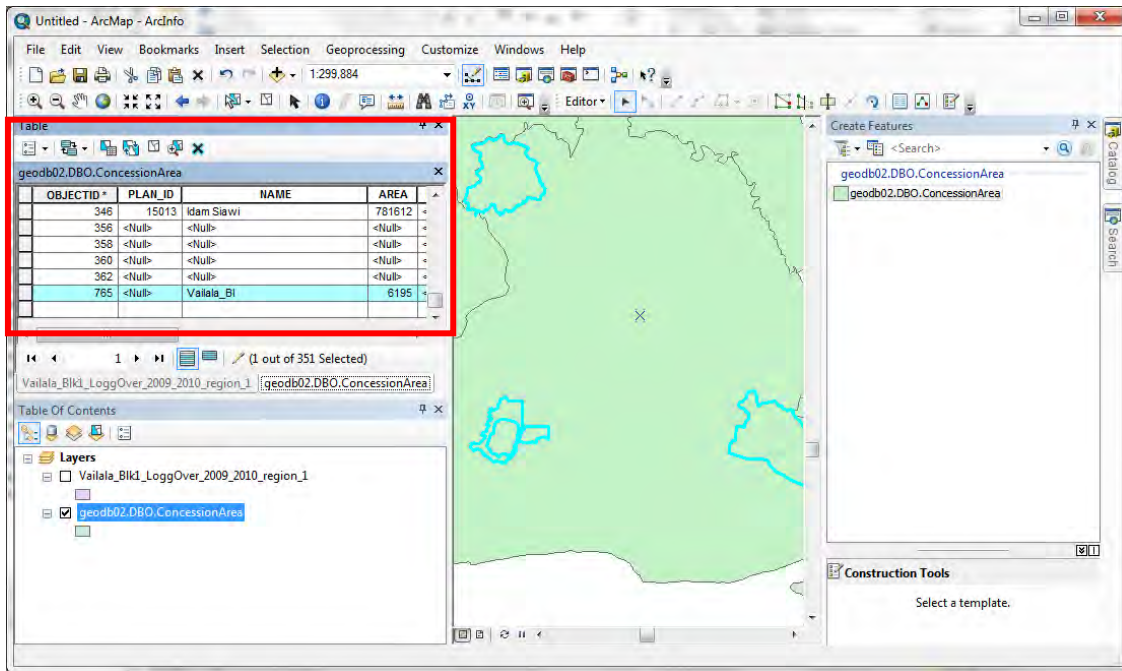 Untitled - ArcMap - ArcInfo
File Edit View Bookmarks Insert Selection Geoprocessing Customize Windows Help
1:299,884
Editor
Table
geodb02.DBO.ConcessionArea
OBJECTID * PLAN_ID NAME AREA
346 15013 Idam Siawi 781612
356 <Null> <Null> <Null>
358 <Null> <Null> <Null>
360 <Null> <Null> <Null>
362 <Null> <Null> <Null>
765 <Null> Vailala_Bl 6195
1 (1 out of 351 Selected)
Vailala_Blk1_LoggOver_2009_2010_region_1 geodb02.DBO.ConcessionArea
Table Of Contents
Layers
Vailala_Blk1_LoggOver_2009_2010_region_1
geodb02.DBO.ConcessionArea
Create Features
<Search>
geodb02.DBO.ConcessionArea
geodb02.DBO.ConcessionArea
Construction Tools
Select a template.
Catalog
Search